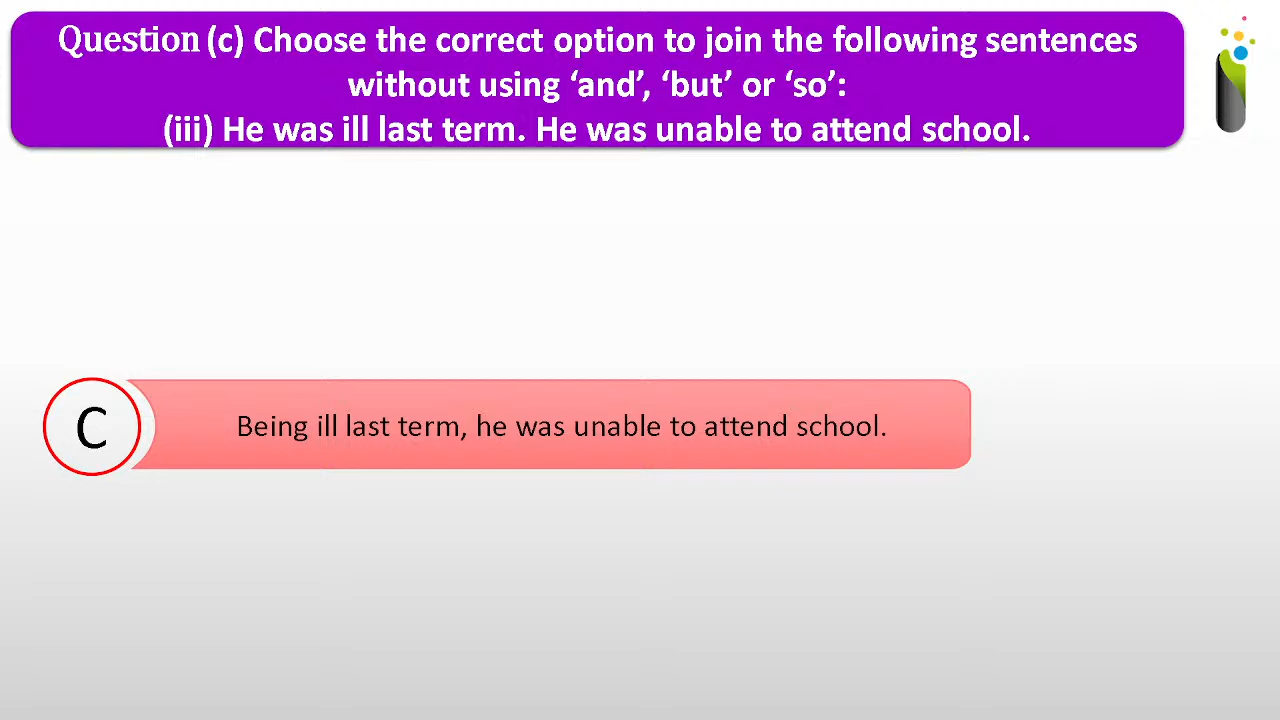 Question (c) Choose the correct option to join the following sentences
without using ‘and’, ‘but’ or ‘so’:
(iii) He was ill last term. He was unable to attend school.
C
Being ill last term, he was unable to attend school.